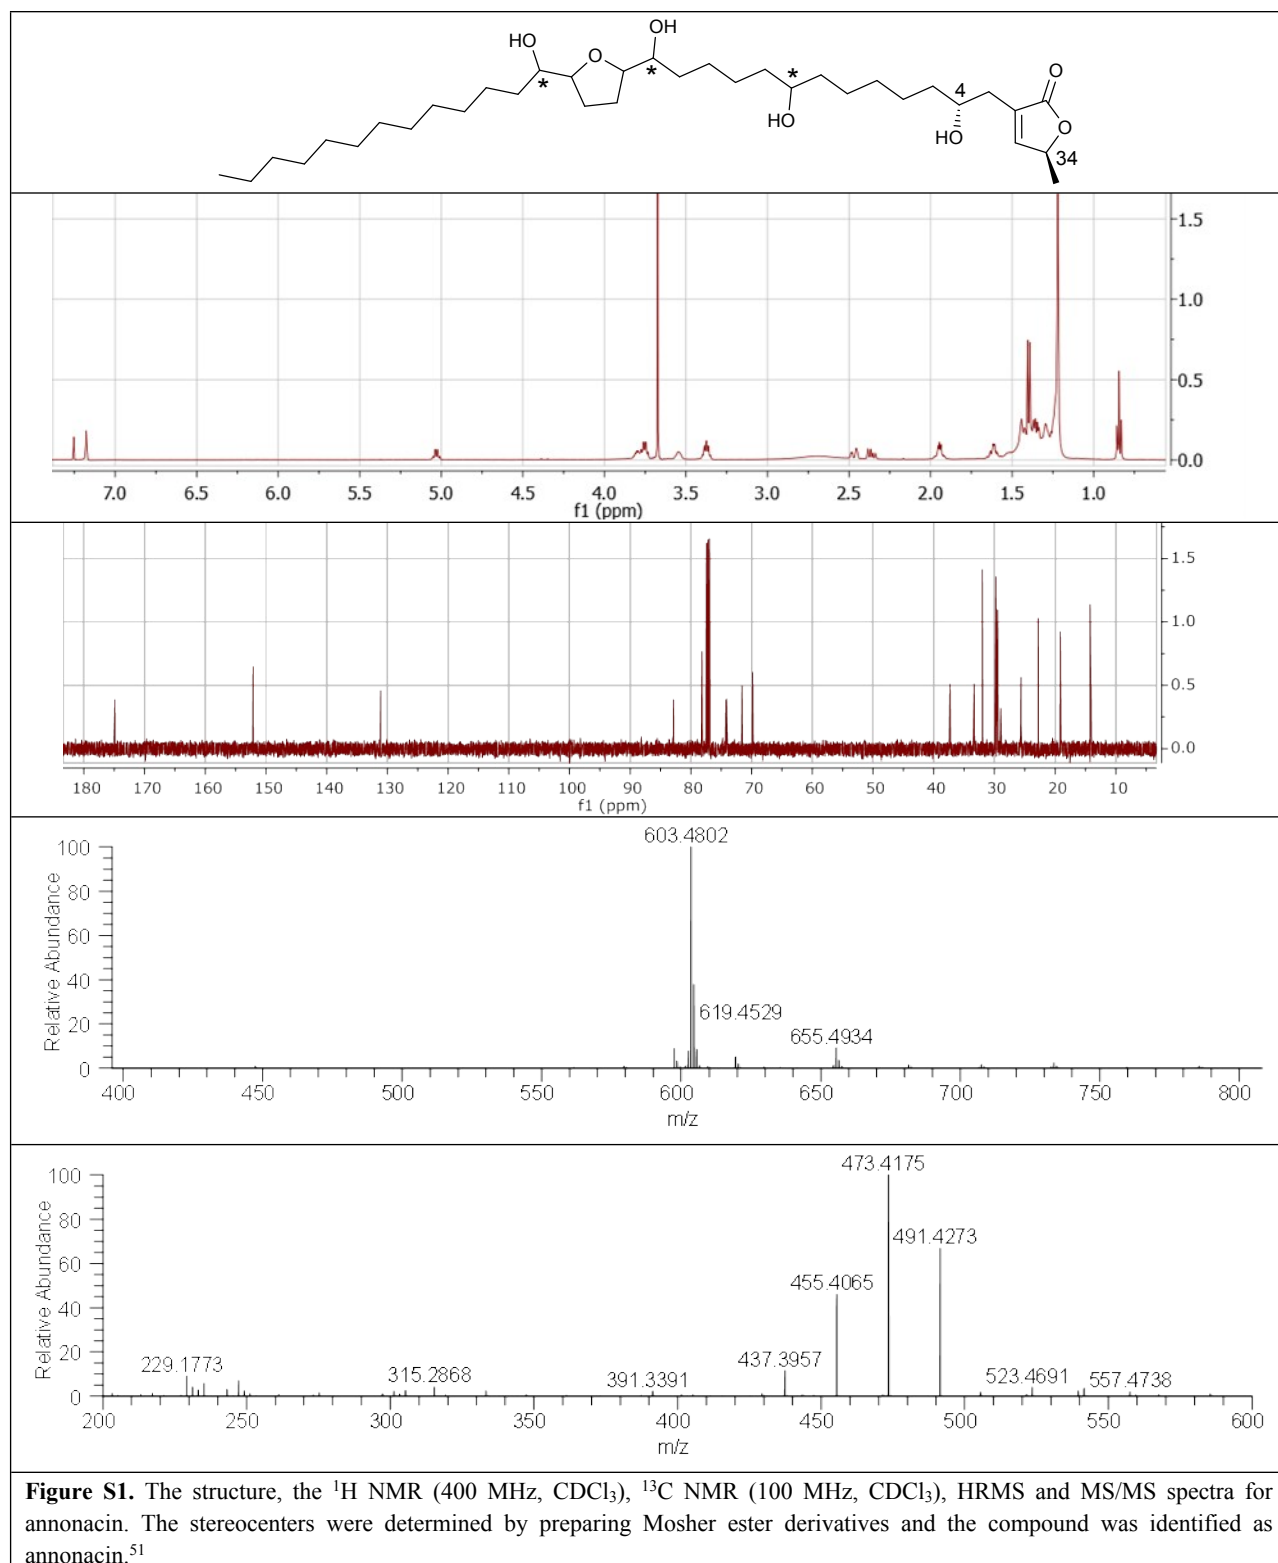 OH
HO
O
O
*
*
*
4
O
HO
HO
34
1.5
1.0
0.5
0.0
7.0 6.5 6.0 5.5 5.0 4.5 4.0 3.5 3.0 2.5 2.0 1.5 1.0
f1 (ppm)
1.5
1.0
0.5
0.0
180 170 160 150 140 130 120 110 100 90 80 70 60 50 40 30 20 10
f1 (ppm)
603.4802
100
80
60
40
20
0
Relative Abundance
619.4529
655.4934
400 450 500 550 600 650 700 750 800
m/z
473.4175
100
80
60
40
20
0
Relative Abundance
491.4273
455.4065
437.3957
229.1773
315.2868
391.3391
523.4691
557.4738
200 250 300 350 400 450 500 550 600
m/z
Figure S1. The structure, the ¹H NMR (400 MHz, CDCl₃), ¹³C NMR (100 MHz, CDCl₃), HRMS and MS/MS spectra for
annonacin. The stereocenters were determined by preparing Mosher ester derivatives and the compound was identified as
annonacin.⁵¹